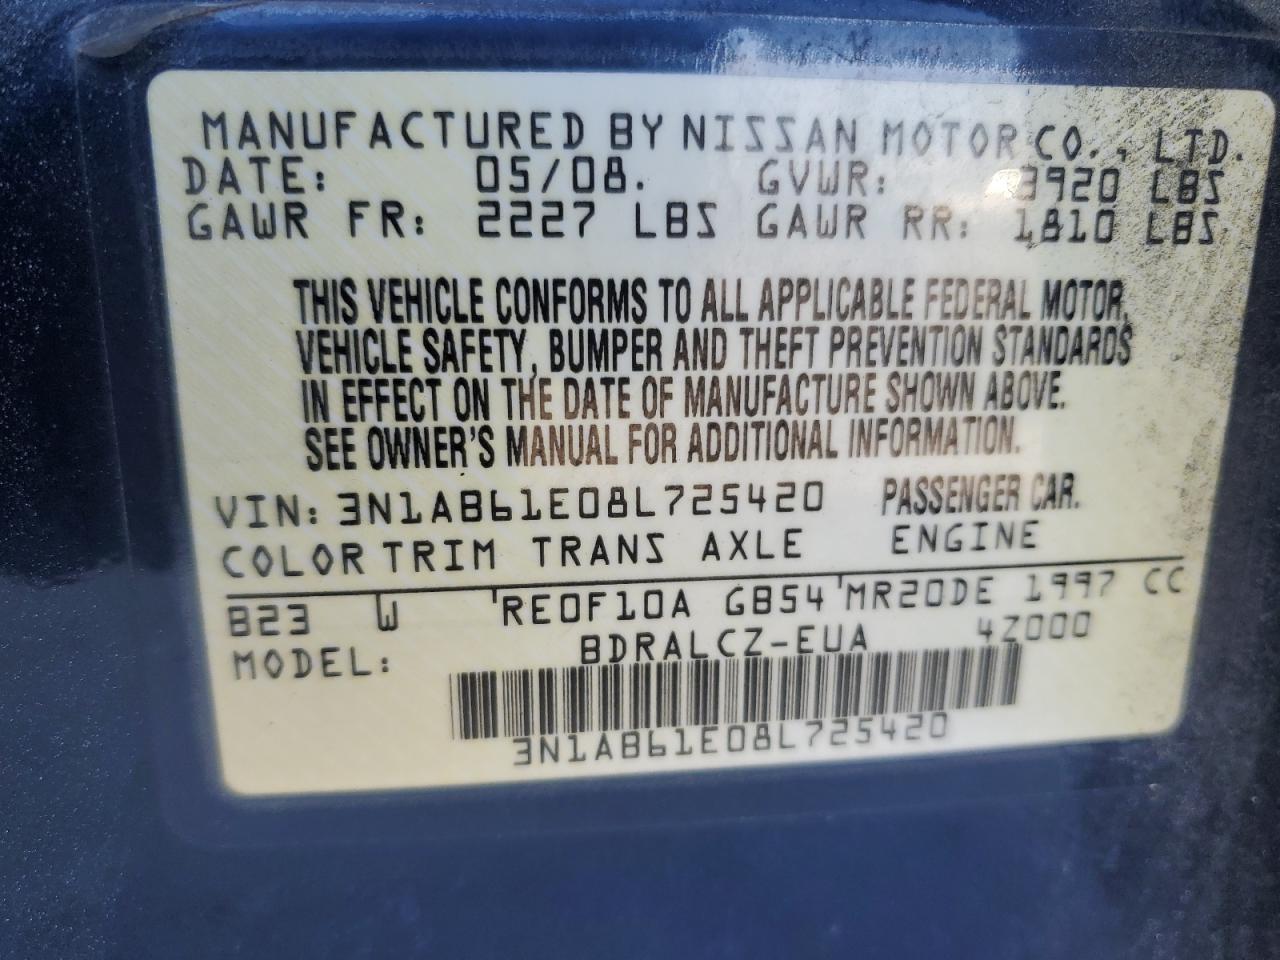 MANUFACTURED BY NISSAN MOTOR CO., LTD.
DATE: 05/08. GVWR: 3920 LBS
GAWR FR: 2227 LBS GAWR RR: 1810 LBS
THIS VEHICLE CONFORMS TO ALL APPLICABLE FEDERAL MOTOR
VEHICLE SAFETY, BUMPER AND THEFT PREVENTION STANDARDS
IN EFFECT ON THE DATE OF MANUFACTURE SHOWN ABOVE.
SEE OWNER'S MANUAL FOR ADDITIONAL INFORMATION.
VIN: 3N1AB61E08L725420 PASSENGER CAR.
COLOR TRIM TRANS AXLE ENGINE
B23 W 'RE0F10A GB54'MR20DE 1997 CC
MODEL: BDRALCZ-EUA 4Z000
3N1AB61E08L725420